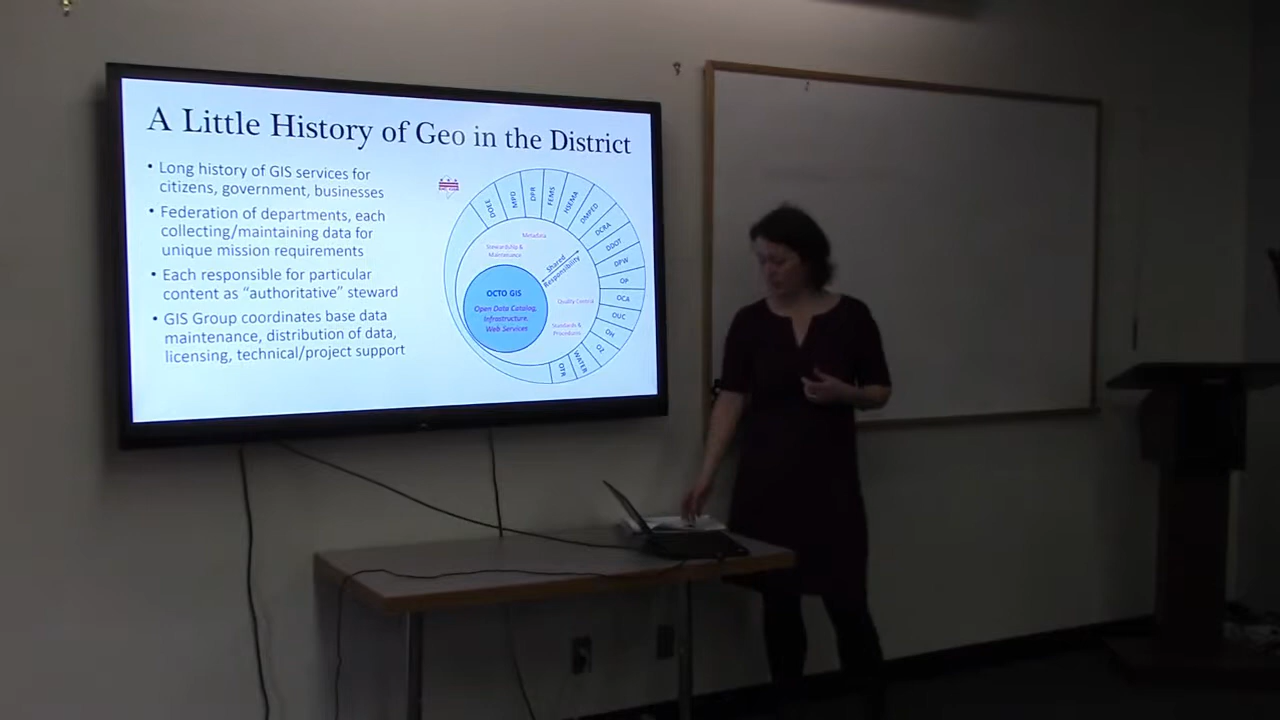 A Little History of Geo in the District
• Long history of GIS services for
citizens, government, businesses
• Federation of departments, each
collecting/maintaining data for
unique mission requirements
• Each responsible for particular
content as “authoritative” steward
• GIS Group coordinates base data
maintenance, distribution of data,
licensing, technical/project support
DOEE
MPD
DPR
FEMS
HSEMA
DMPED
DCRA
DDOT
DPW
OP
OCA
OUC
HO
OZ
WATER
OTR
Metadata
Stewardship &
Maintenance
Shared
Responsibility
Quality Control
Standards &
Procedures
OCTO GIS
Open Data Catalog,
Infrastructure,
Web Services